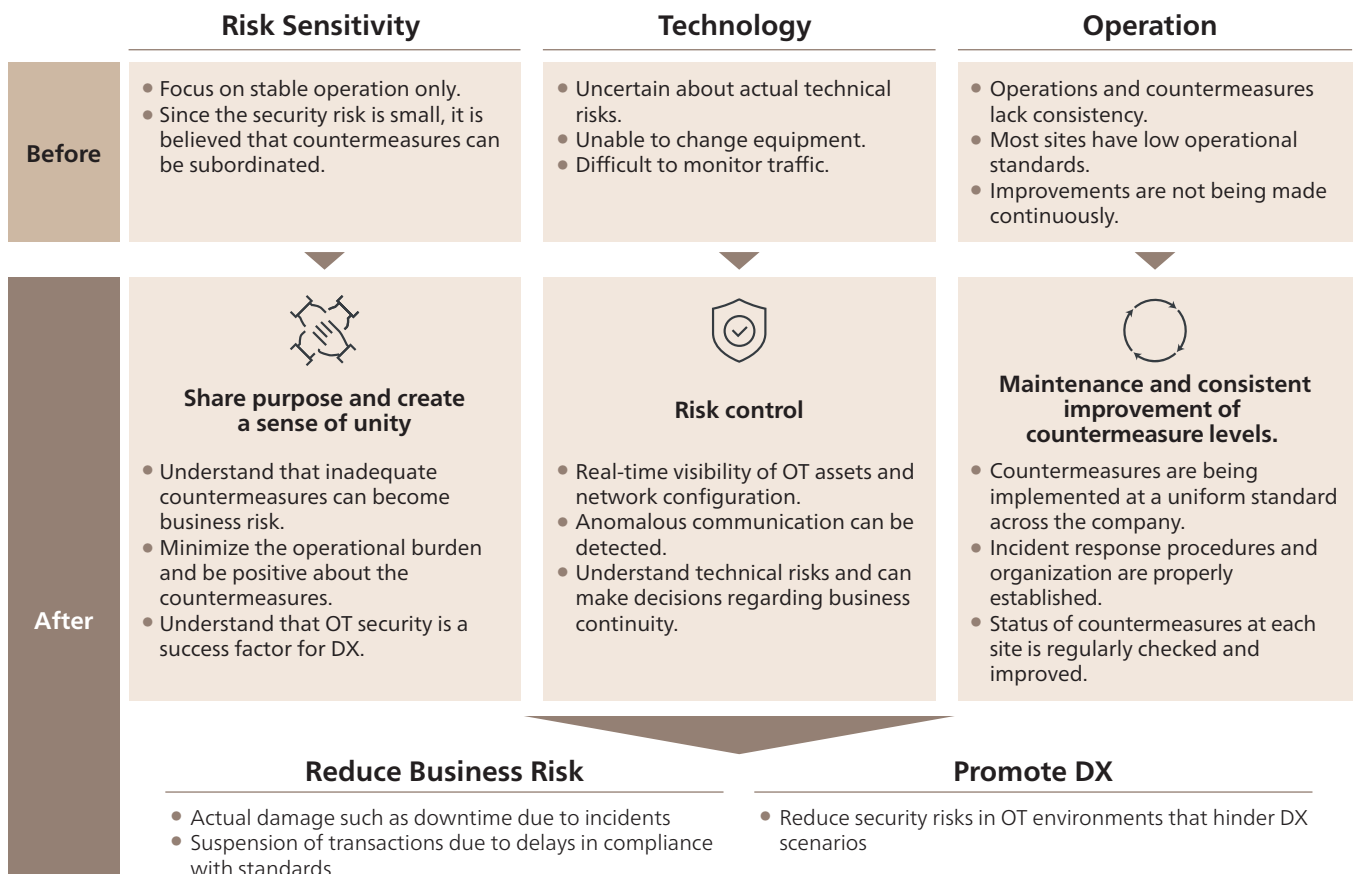 Risk Sensitivity
Technology
Operation
Before
• Focus on stable operation only.
• Since the security risk is small, it is
believed that countermeasures can
be subordinated.
• Uncertain about actual technical
risks.
• Unable to change equipment.
• Difficult to monitor traffic.
• Operations and countermeasures
lack consistency.
• Most sites have low operational
standards.
• Improvements are not being made
continuously.
After
Share purpose and create
a sense of unity
• Understand that inadequate
countermeasures can become
business risk.
• Minimize the operational burden
and be positive about the
countermeasures.
• Understand that OT security is a
success factor for DX.
Risk control
• Real-time visibility of OT assets and
network configuration.
• Anomalous communication can be
detected.
• Understand technical risks and can
make decisions regarding business
continuity.
Maintenance and consistent
improvement of
countermeasure levels.
• Countermeasures are being
implemented at a uniform standard
across the company.
• Incident response procedures and
organization are properly
established.
• Status of countermeasures at each
site is regularly checked and
improved.
Reduce Business Risk
• Actual damage such as downtime due to incidents
• Suspension of transactions due to delays in compliance
with standards
Promote DX
• Reduce security risks in OT environments that hinder DX
scenarios